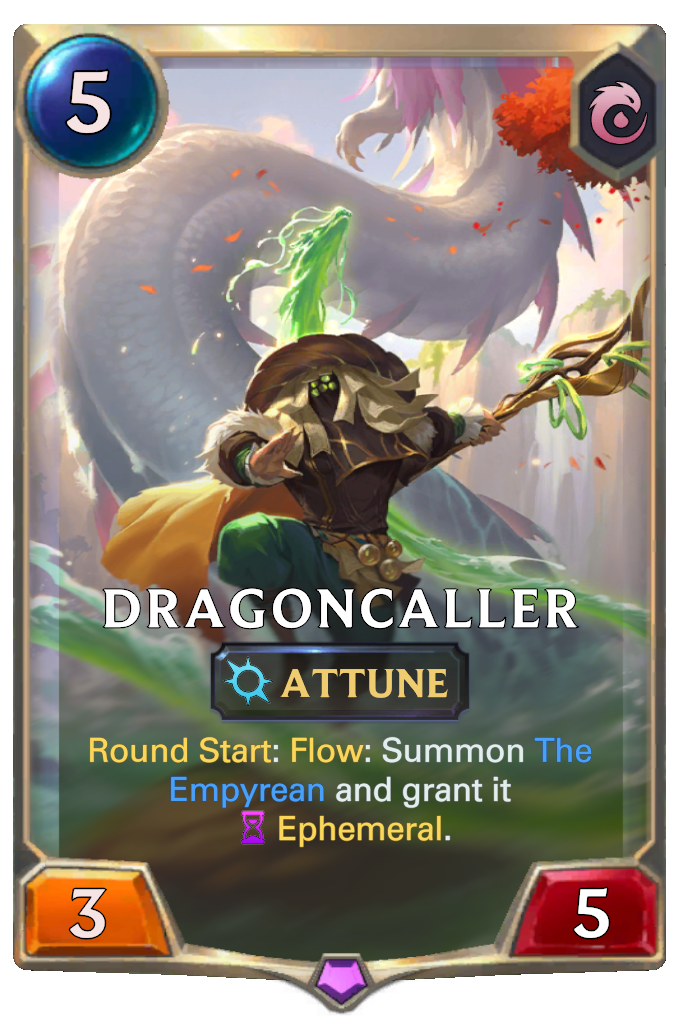 5
DRAGONCALLER
ATTUNE
Round Start: Flow: Summon The
Empyrean and grant it
Ephemeral.
3
5